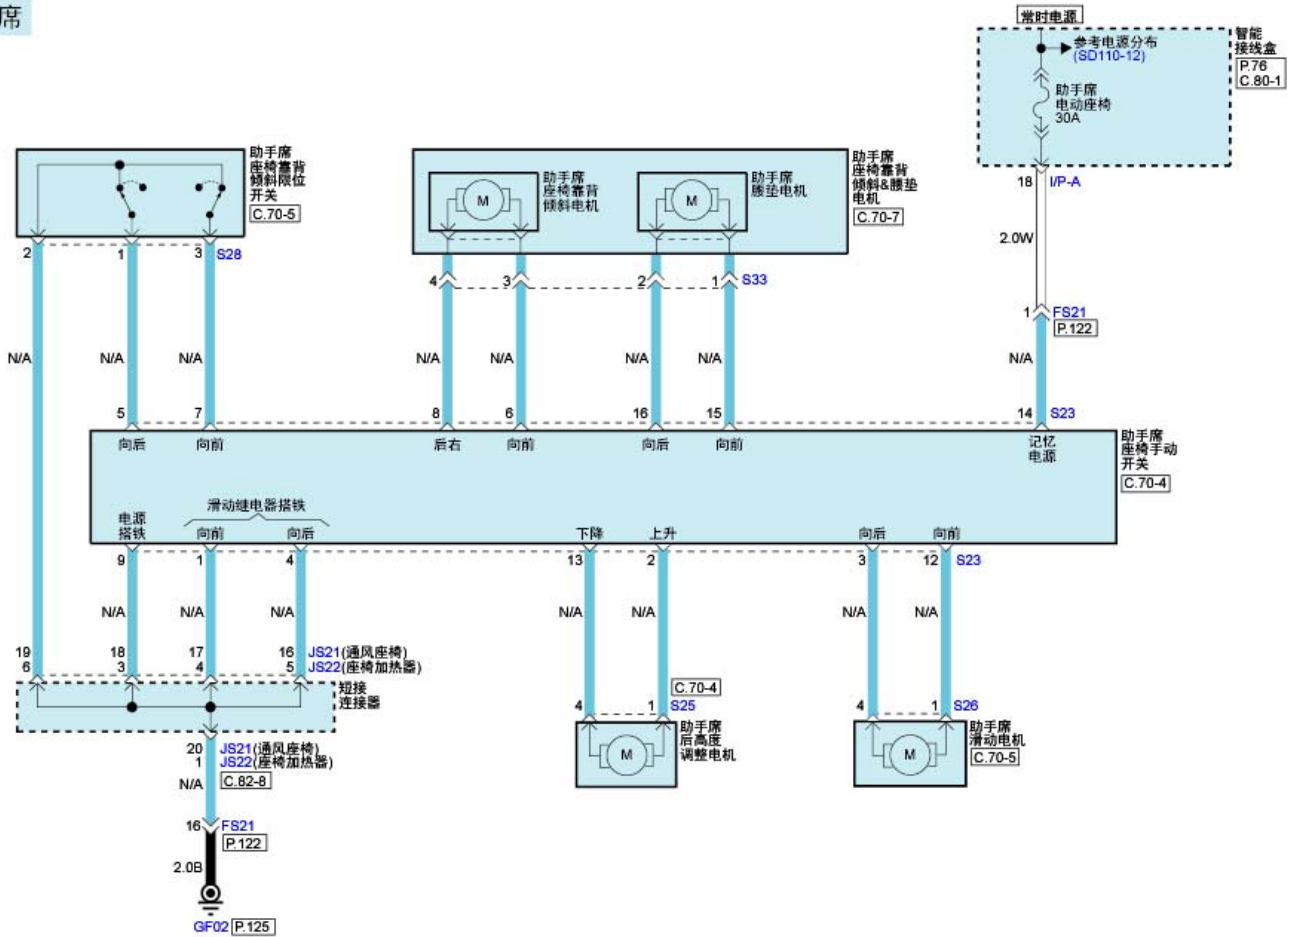 席
常时电源
参考电源分布
(SD110-12)
助手席
电动座椅
30A
智能
接线盒
P.76
C.80-1
18 I/P-A
2.0W
1 FS21
P.122
N/A
14 S23
助手席
座椅靠背
倾斜限位
开关
C.70-5
2 1 3 S28
N/A N/A N/A
5 7
M
助手席
座椅靠背
倾斜电机
M
助手席
腰垫电机
助手席
座椅靠背
倾斜&腰垫
电机
C.70-7
4 3 2 1 S33
N/A N/A N/A N/A
8 6 16 15
向后 向前 后右 向前 向后 向前
记忆
电源
助手席
座椅手动
开关
C.70-4
电源
搭铁
滑动继电器搭铁
向前 向后
下降 上升
向后 向前
9 1 4 13 2 3 12 S23
N/A N/A N/A N/A N/A N/A N/A
19 18 17 16 JS21(通风座椅)
6 3 4 5 JS22(座椅加热器)
短接
连接器
20 JS21(通风座椅)
1 JS22(座椅加热器)
C.82-8
N/A
16 FS21
P.122
2.0B
GF02 P.125
C.70-4
4 1 S25
M
助手席
后高度
调整电机
4 1 S26
M
助手席
滑动电机
C.70-5